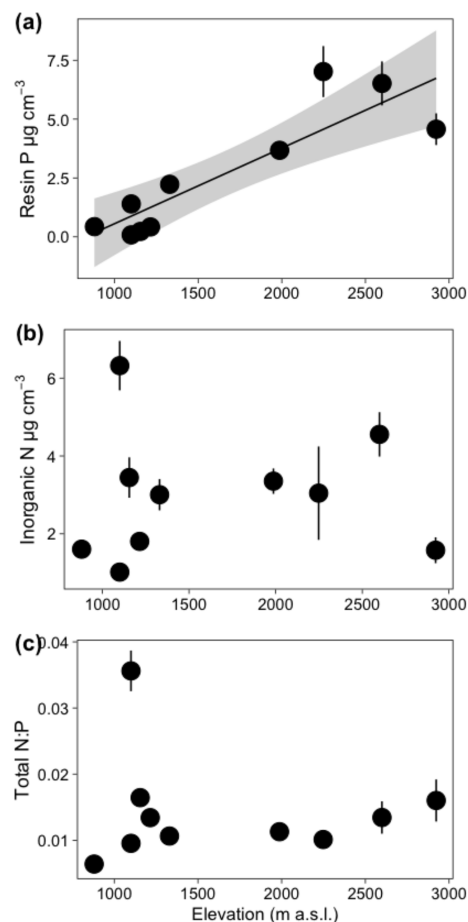 (a)
Resin P µg cm⁻³
7.5
5.0
2.5
0.0
1000 1500 2000 2500 3000
(b)
Inorganic N µg cm⁻³
6
4
2
1000 1500 2000 2500 3000
(c)
Total N:P
0.04
0.03
0.02
0.01
1000 1500 2000 2500 3000
Elevation (m a.s.l.)